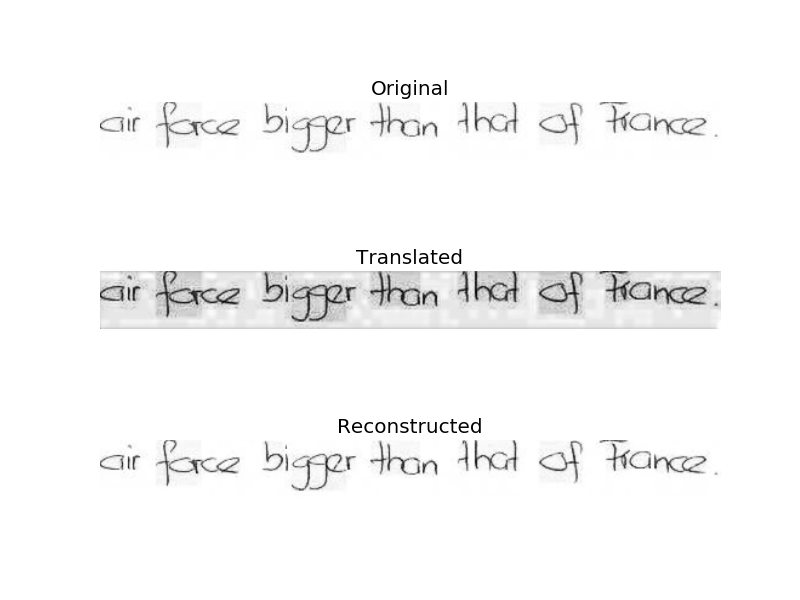 Original
air force bigger than that of France.
Translated
air force bigger than that of France.
Reconstructed
air force bigger than that of France.